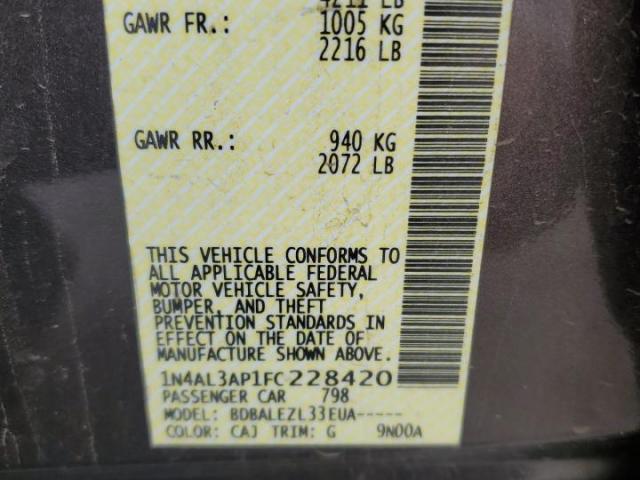 4211 LB
GAWR FR.: 1005 KG
2216 LB
GAWR RR.: 940 KG
2072 LB
THIS VEHICLE CONFORMS TO
ALL APPLICABLE FEDERAL
MOTOR VEHICLE SAFETY,
BUMPER, AND THEFT
PREVENTION STANDARDS IN
EFFECT ON THE DATE OF
MANUFACTURE SHOWN ABOVE.
1N4AL3AP1FC228420
PASSENGER CAR 798
MODEL: BDBALEZL33EUA-----
COLOR: CAJ TRIM: G 9N00A